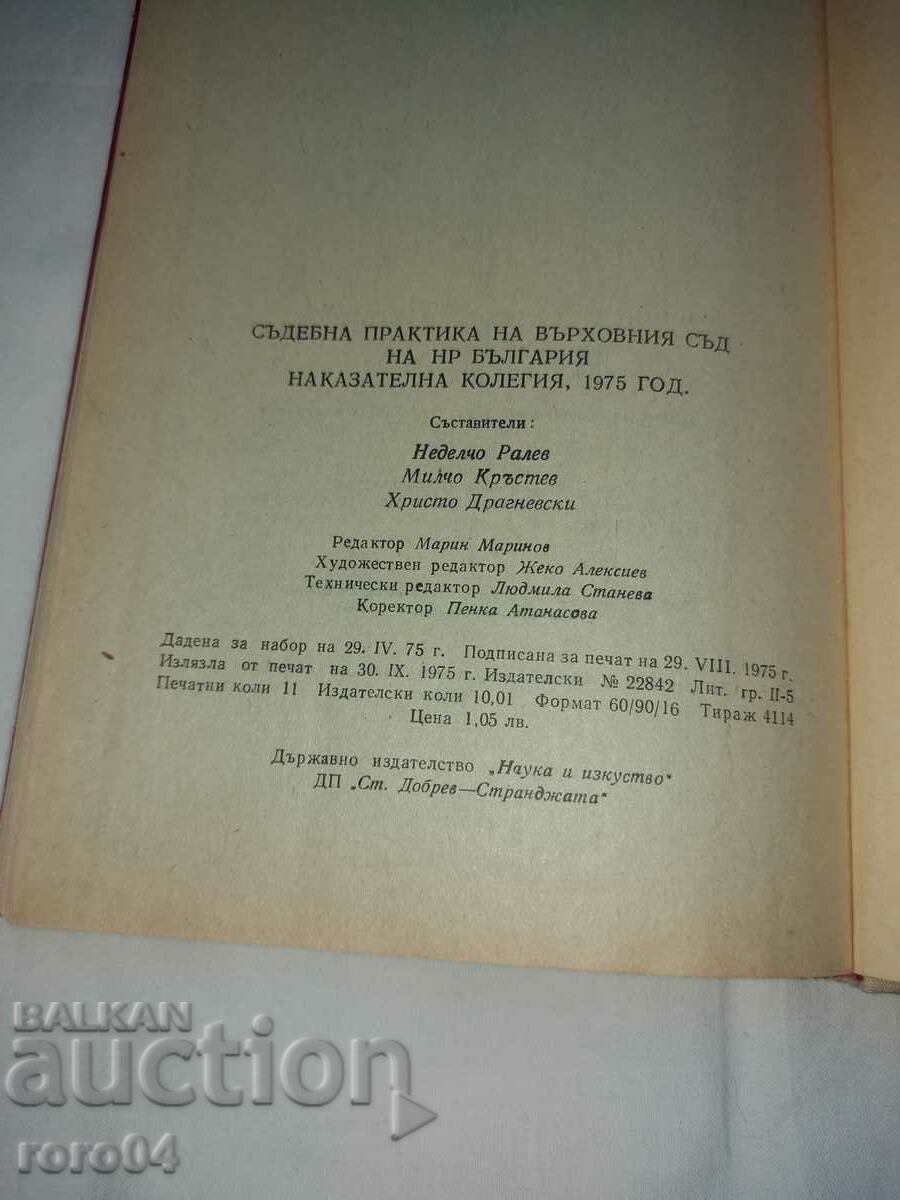 СЪДЕБНА ПРАКТИКА НА ВЪРХОВНИЯ СЪД
НА НР БЪЛГАРИЯ
НАКАЗАТЕЛНА КОЛЕГИЯ, 1975 ГОД.
Съставители:
Неделчо Ралев
Милчо Кръстев
Христо Драгневски
Редактор Марин Маринов
Художествен редактор Жеко Алексиев
Технически редактор Людмила Станева
Коректор Пенка Атанасова
Дадена за набор на 29. IV. 75 г. Подписана за печат на 29. VIII. 1975 г.
Излязла от печат на 30. IX. 1975 г. Издателски № 22842 Лит. гр. II-5
Печатни коли 11 Издателски коли 10,01 Формат 60/90/16 Тираж 4114
Цена 1,05 лв.
Държавно издателство „Наука и изкуство“
ДП „Ст. Добрев—Странджата“
BALKAN
auction
roro04